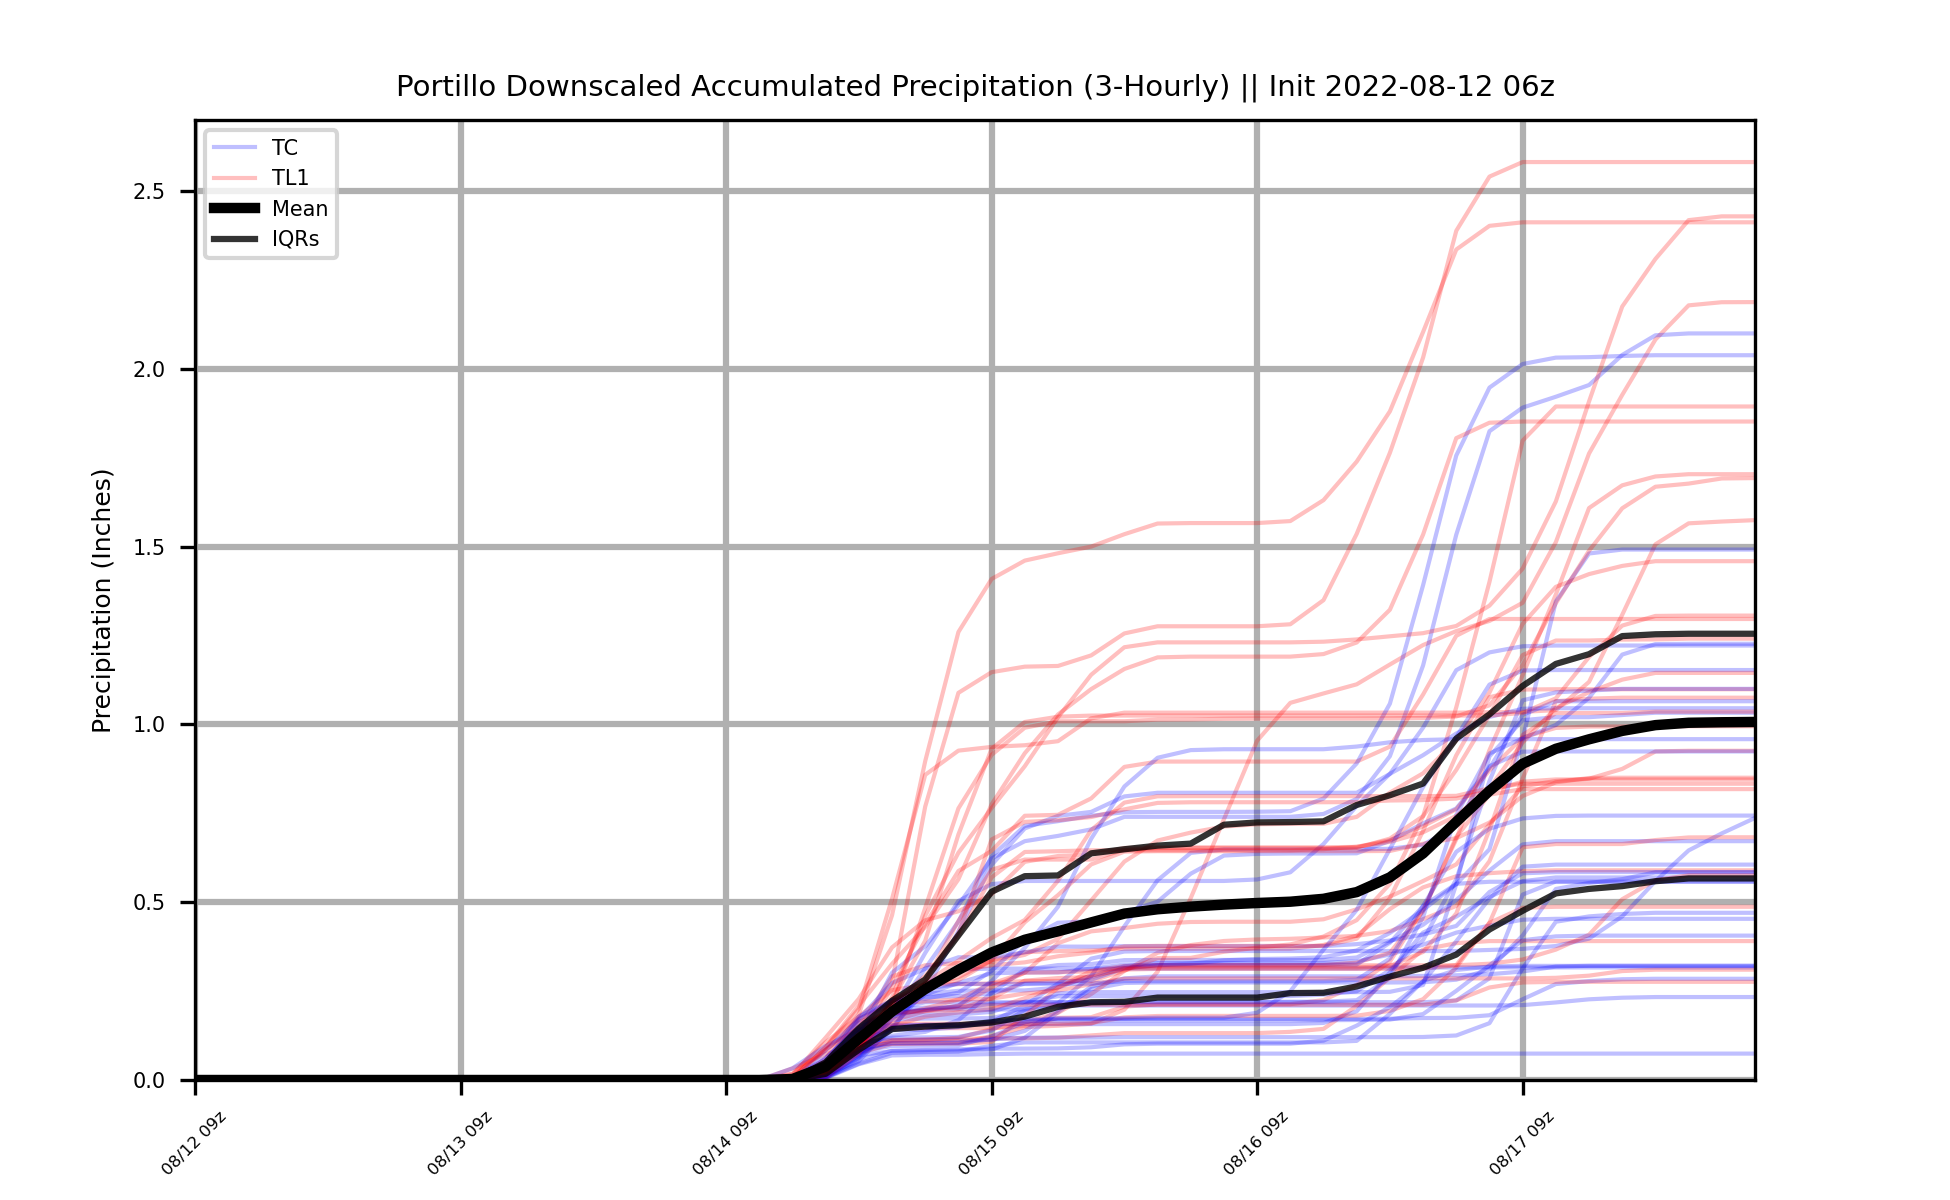 Portillo Downscaled Accumulated Precipitation (3-Hourly) || Init 2022-08-12 06z
TC
TL1
Mean
IQRs
Precipitation (Inches)
2.5
2.0
1.5
1.0
0.5
0.0
08/12 09z
08/13 09z
08/14 09z
08/15 09z
08/16 09z
08/17 09z